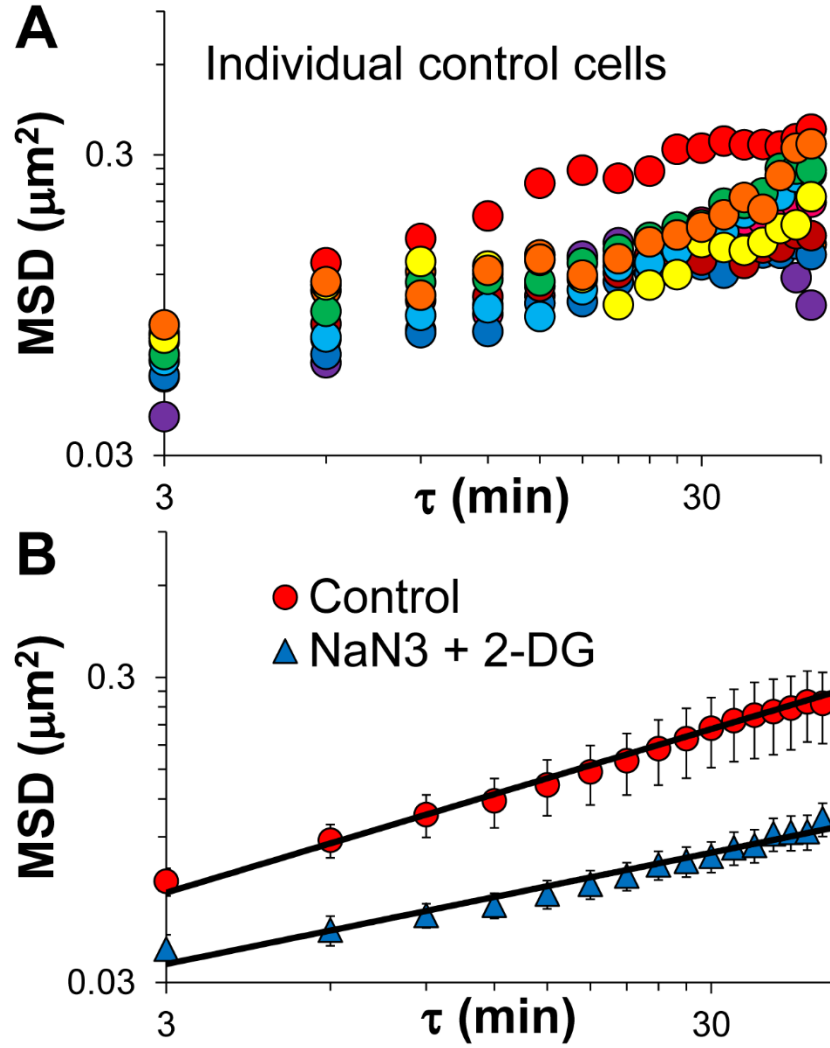 A
Individual control cells
MSD (μm²)
0.3
0.03
3
τ (min)
30
B
Control
NaN3 + 2-DG
MSD (μm²)
0.3
0.03
3
τ (min)
30